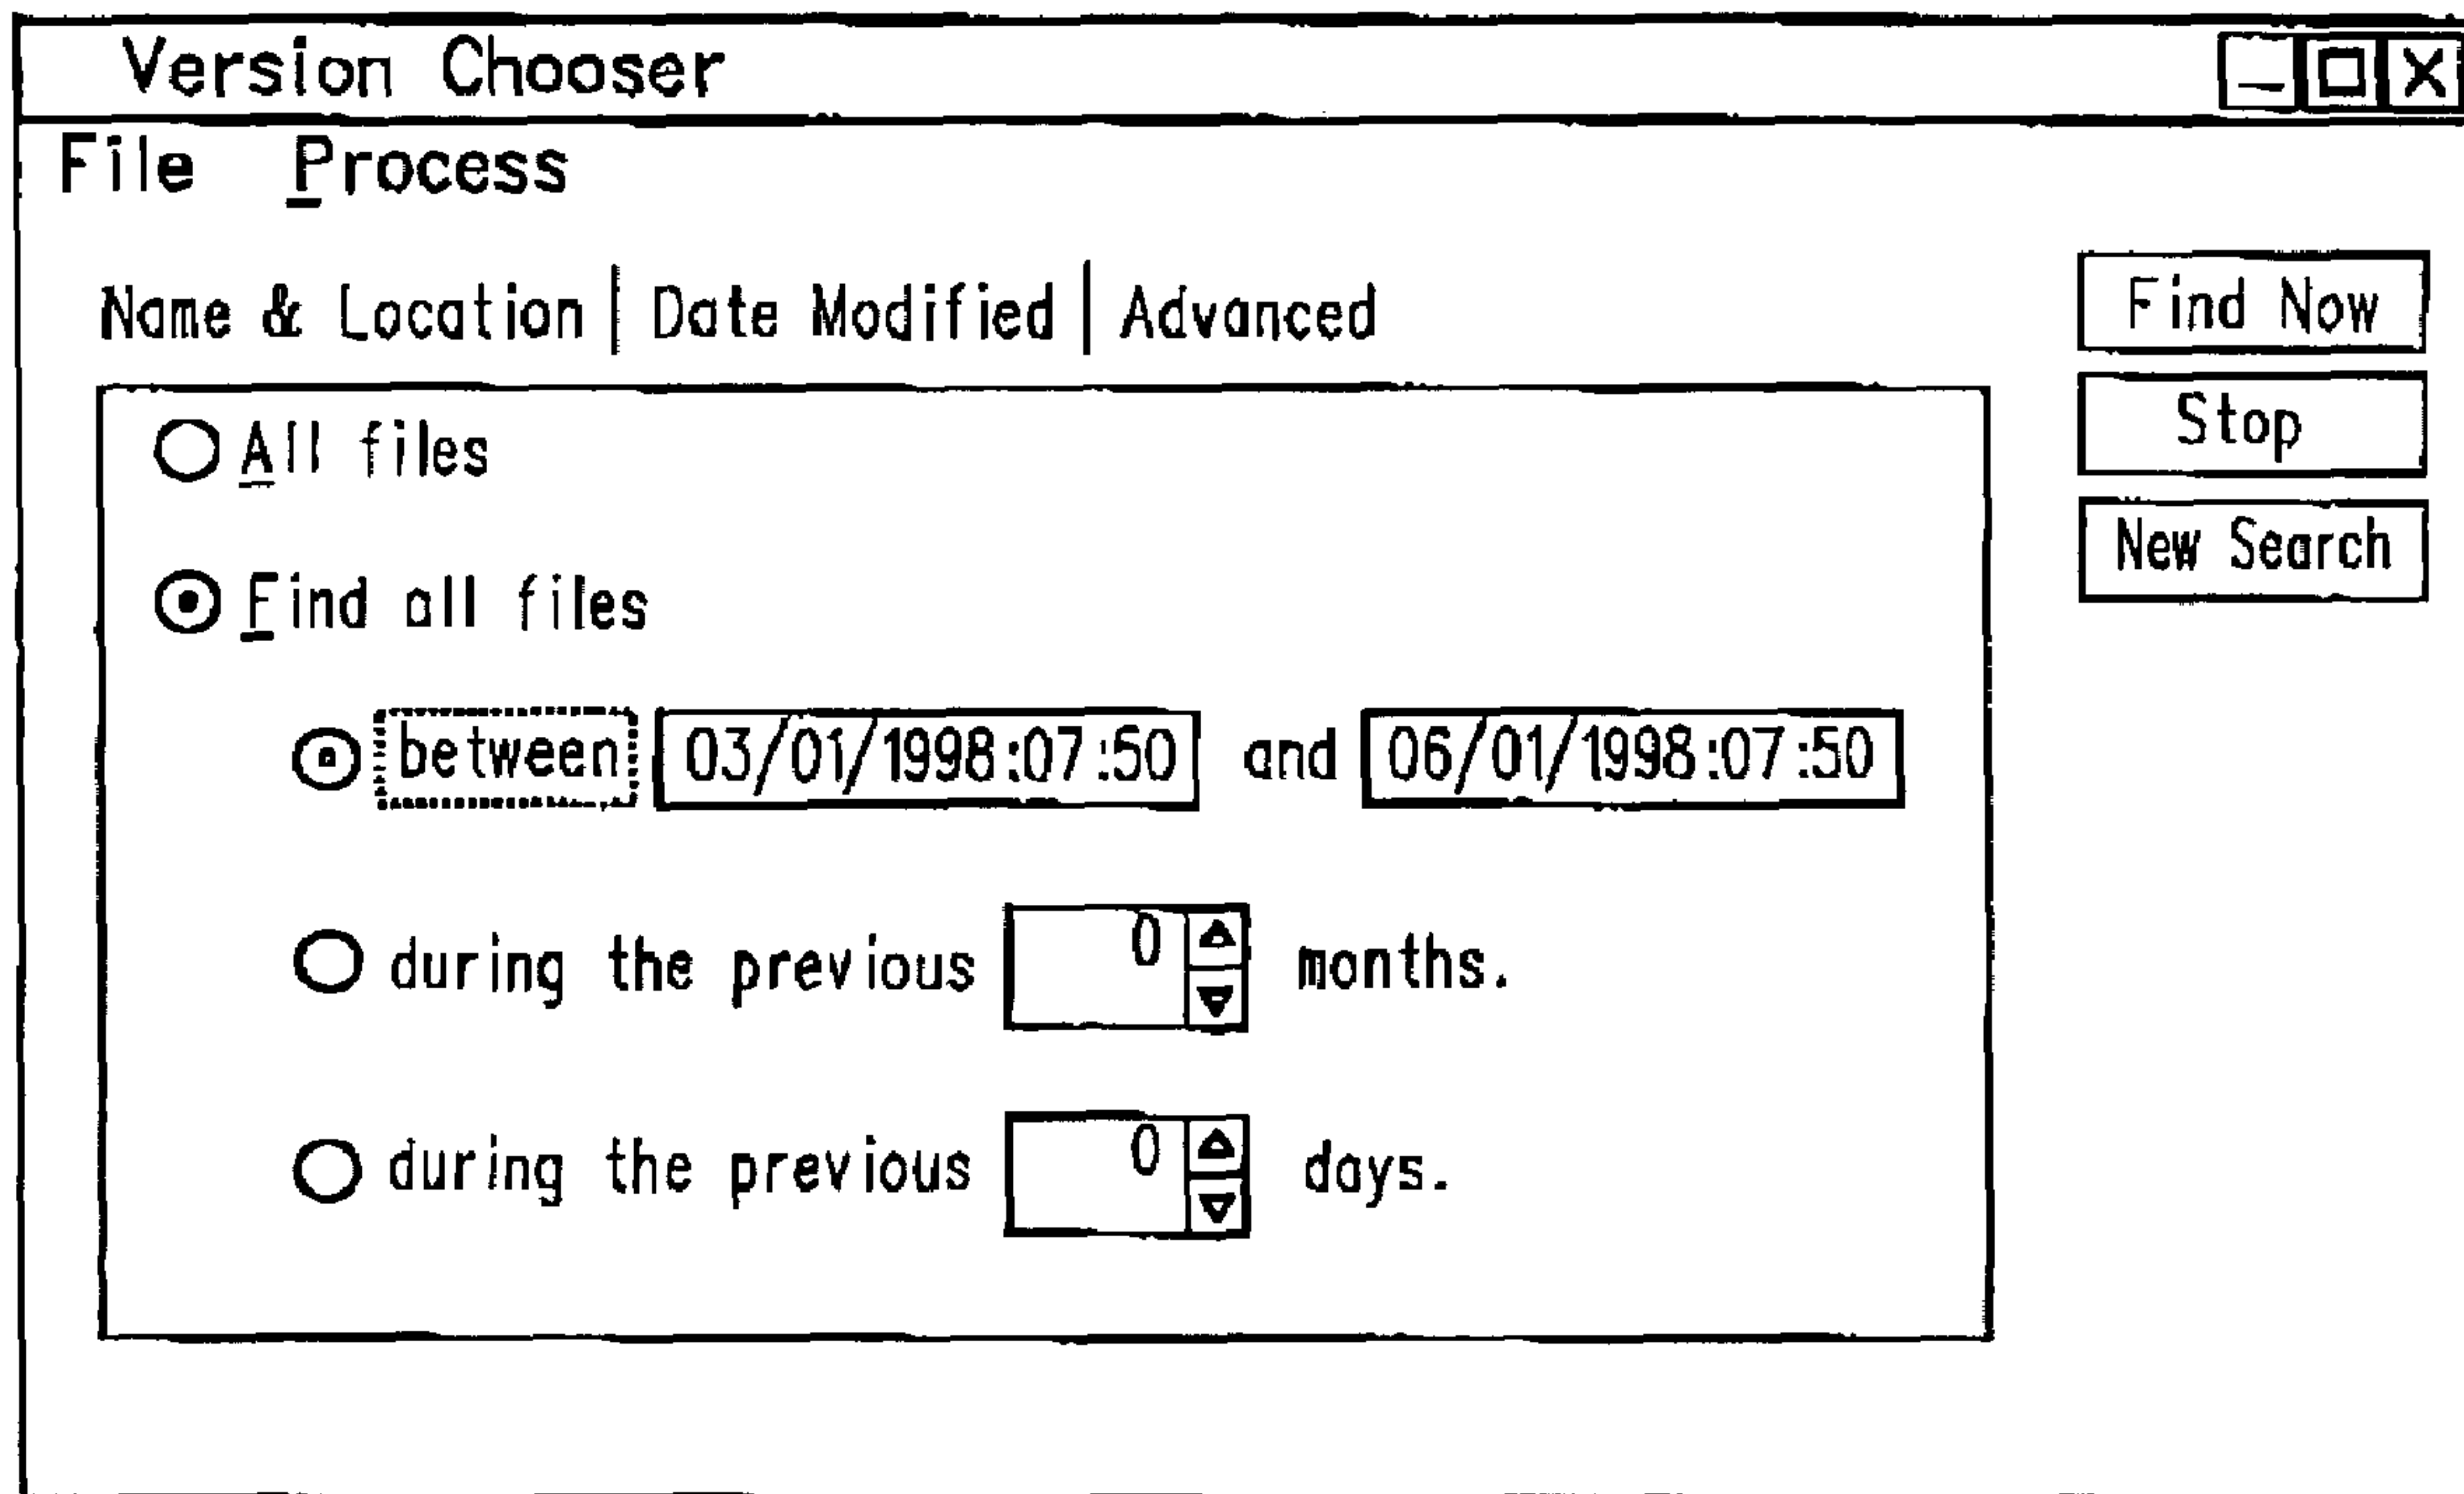 Version Chooser
File Process
Name & Location | Date Modified | Advanced
Find Now
Stop
New Search
All files
Find all files
between 03/01/1998:07:50 and 06/01/1998:07:50
during the previous 0 months.
during the previous 0 days.